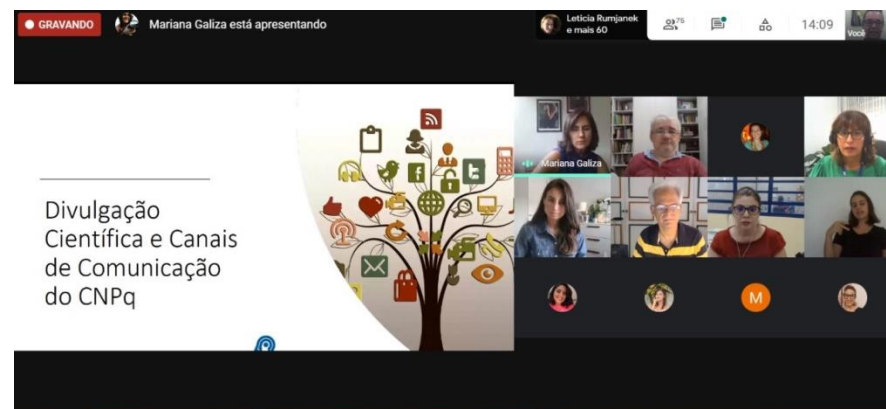 GRAVANDO
Mariana Galiza está apresentando
Leticia Rumjanek
e mais 60
75
14:09
Você
Divulgação
Científica e Canais
de Comunicação
do CNPq
Mariana Galiza
M